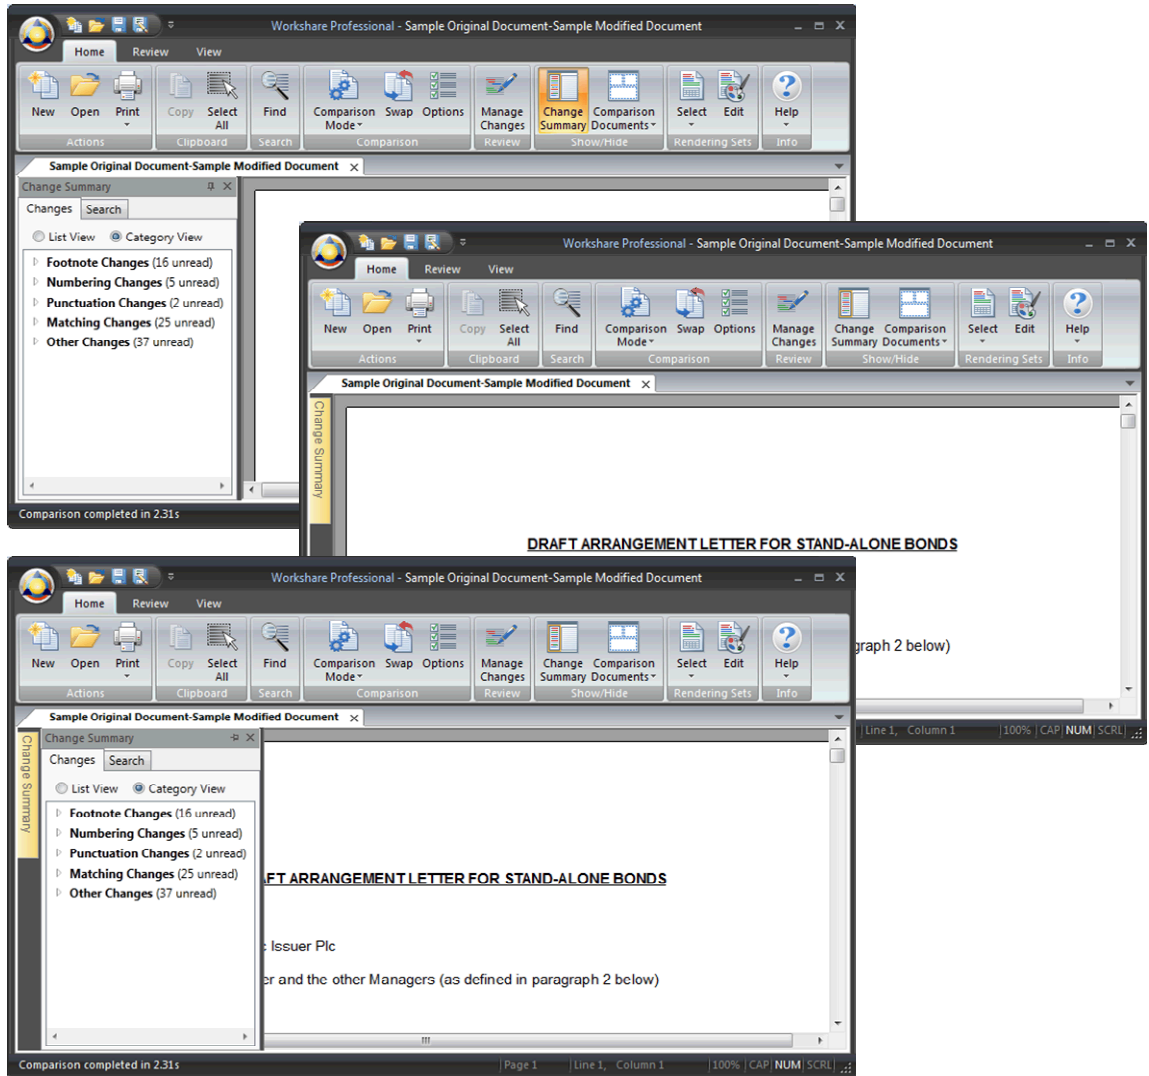 Workshare Professional - Sample Original Document-Sample Modified Document
Home Review View
New Open Print Copy Select All Find Comparison Mode Swap Options Manage Changes Change Summary Comparison Documents Select Edit Help
Actions Clipboard Search Comparison Review Show/Hide Rendering Sets Info
Sample Original Document-Sample Modified Document
Change Summary
Changes Search
List View Category View
Footnote Changes (16 unread)
Numbering Changes (5 unread)
Punctuation Changes (2 unread)
Matching Changes (25 unread)
Other Changes (37 unread)
Comparison completed in 2.31s
Workshare Professional - Sample Original Document-Sample Modified Document
Home Review View
New Open Print Copy Select All Find Comparison Mode Swap Options Manage Changes Change Summary Comparison Documents Select Edit Help
Actions Clipboard Search Comparison Review Show/Hide Rendering Sets Info
Sample Original Document-Sample Modified Document
Change Summary
DRAFT ARRANGEMENT LETTER FOR STAND-ALONE BONDS
graph 2 below)
Line 1, Column 1 100% CAP NUM SCRL
Workshare Professional - Sample Original Document-Sample Modified Document
Home Review View
New Open Print Copy Select All Find Comparison Mode Swap Options Manage Changes Change Summary Comparison Documents Select Edit Help
Actions Clipboard Search Comparison Review Show/Hide Rendering Sets Info
Sample Original Document-Sample Modified Document
Change Summary
Change Summary
Changes Search
List View Category View
Footnote Changes (16 unread)
Numbering Changes (5 unread)
Punctuation Changes (2 unread)
Matching Changes (25 unread)
Other Changes (37 unread)
AFT ARRANGEMENT LETTER FOR STAND-ALONE BONDS
Issuer Plc
er and the other Managers (as defined in paragraph 2 below)
Comparison completed in 2.31s Page 1 Line 1, Column 1 100% CAP NUM SCRL